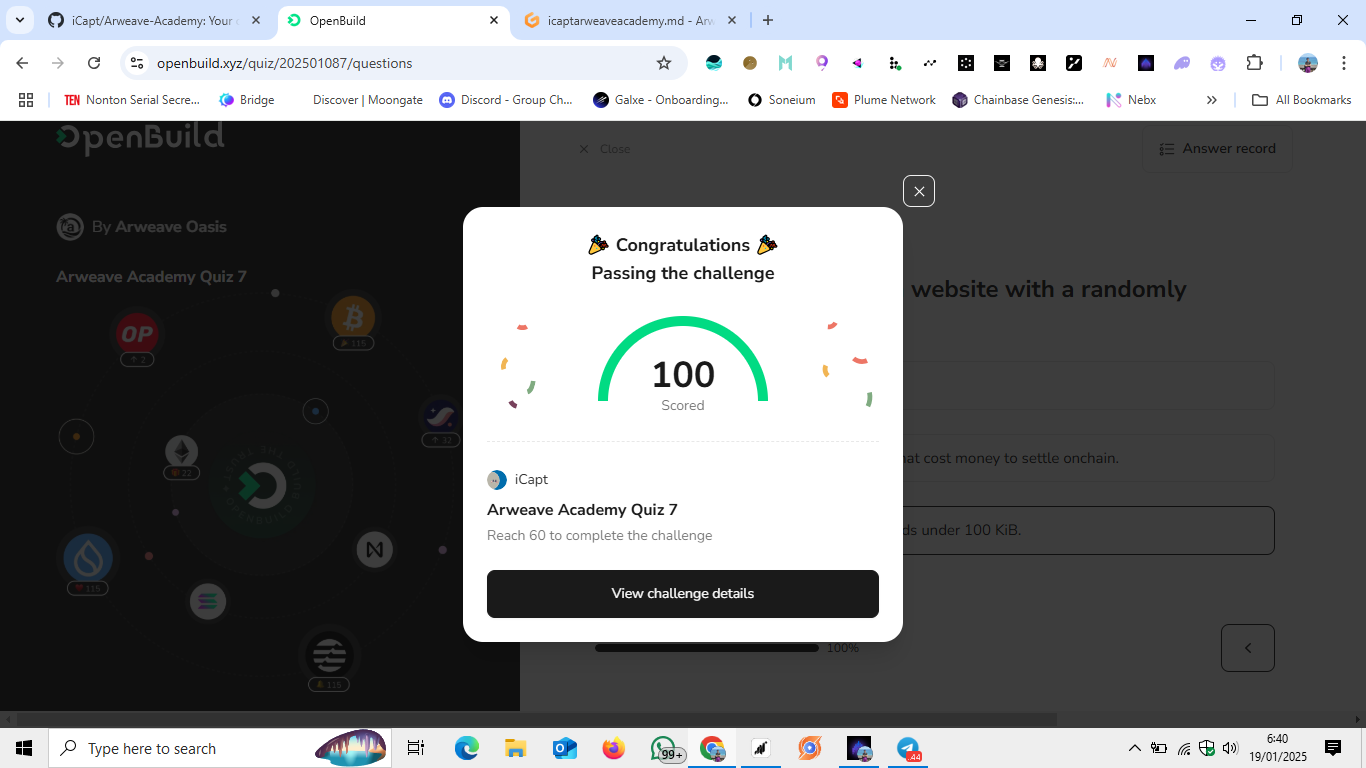 iCapt/Arweave-Academy: Your
OpenBuild
icaptarweaveacademy.md - Arw
openbuild.xyz/quiz/202501087/questions
TEN Nonton Serial Secre...
Bridge
Discover | Moongate
Discord - Group Ch...
Galxe - Onboarding...
Soneium
Plume Network
Chainbase Genesis:...
Nebx
All Bookmarks
OpenBuild
Close
Answer record
By Arweave Oasis
Arweave Academy Quiz 7
OP
2
115
22
32
115
115
website with a randomly
hat cost money to settle onchain.
ds under 100 KiB.
100%
Congratulations
Passing the challenge
100
Scored
iCapt
Arweave Academy Quiz 7
Reach 60 to complete the challenge
View challenge details
Type here to search
99+
44
6:40
19/01/2025